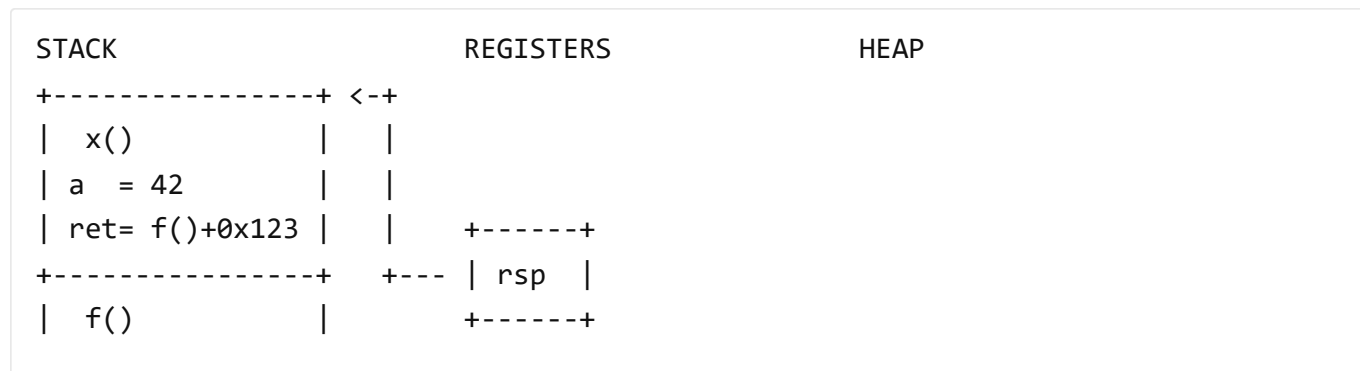 STACK                     REGISTERS               HEAP
+----------------+ <-+
|  x()           |   |
| a  = 42        |   |
| ret= f()+0x123 |   |    +------+
+----------------+   +--- | rsp  |
|  f()           |        +------+